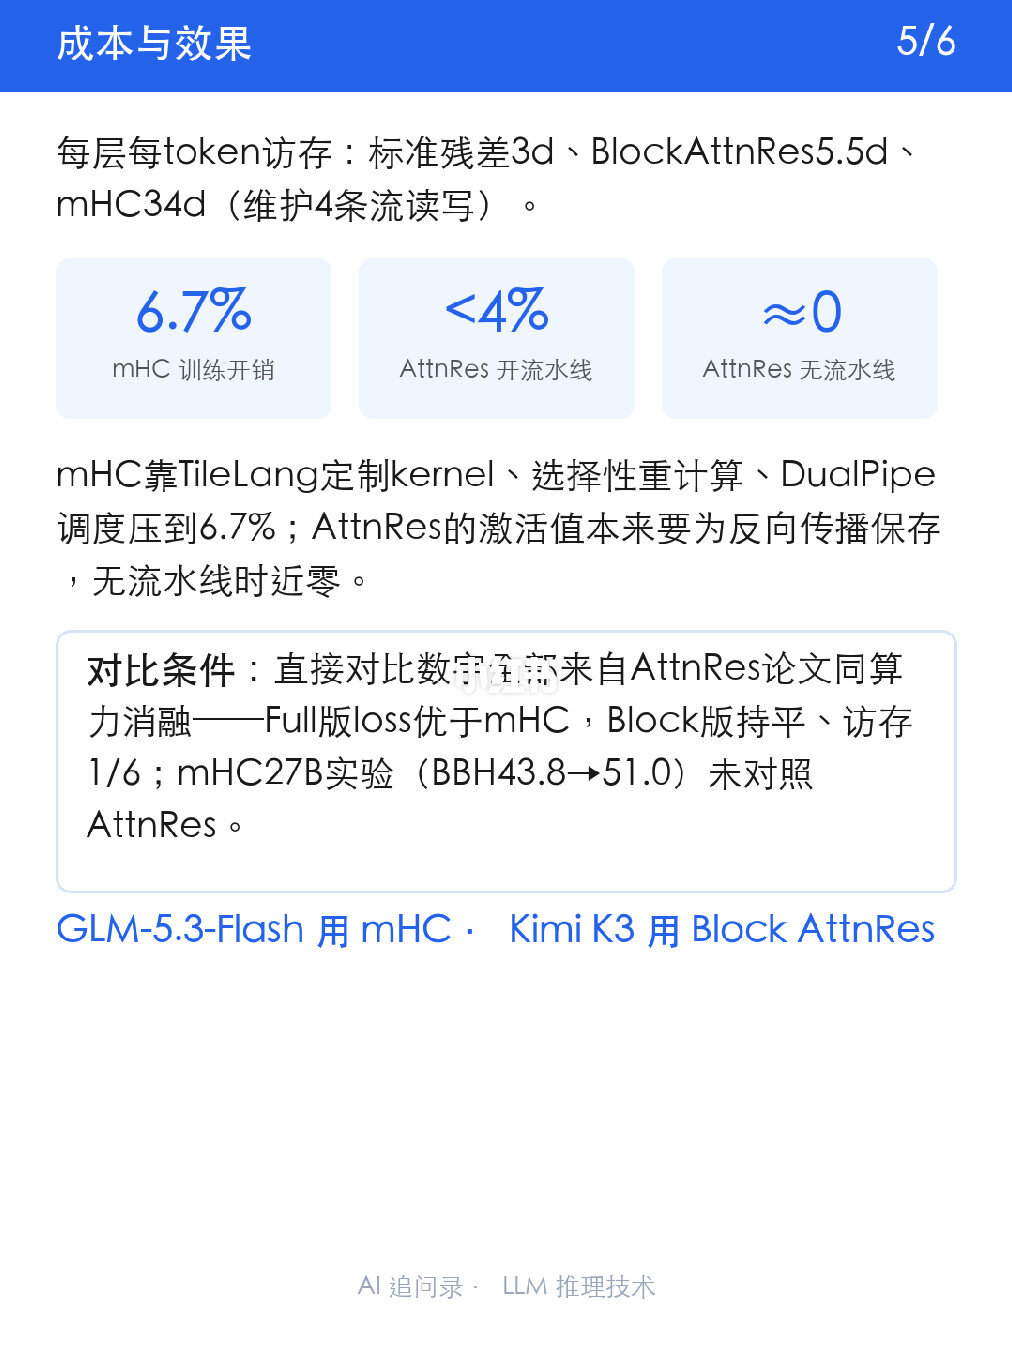 成本与效果
5/6
每层每token访存：标准残差3d、BlockAttnRes5.5d、
mHC34d（维护4条流读写）。
6.7%
mHC 训练开销
<4%
AttnRes 开流水线
≈0
AttnRes 无流水线
mHC靠TileLang定制kernel、选择性重计算、DualPipe
调度压到6.7%；AttnRes的激活值本来要为反向传播保存
，无流水线时近零。
对比条件：直接对比数字全部来自AttnRes论文同算
力消融——Full版loss优于mHC，Block版持平、访存
1/6；mHC27B实验（BBH43.8→51.0）未对照
AttnRes。
GLM-5.3-Flash 用 mHC · Kimi K3 用 Block AttnRes
AI 追问录 · LLM 推理技术